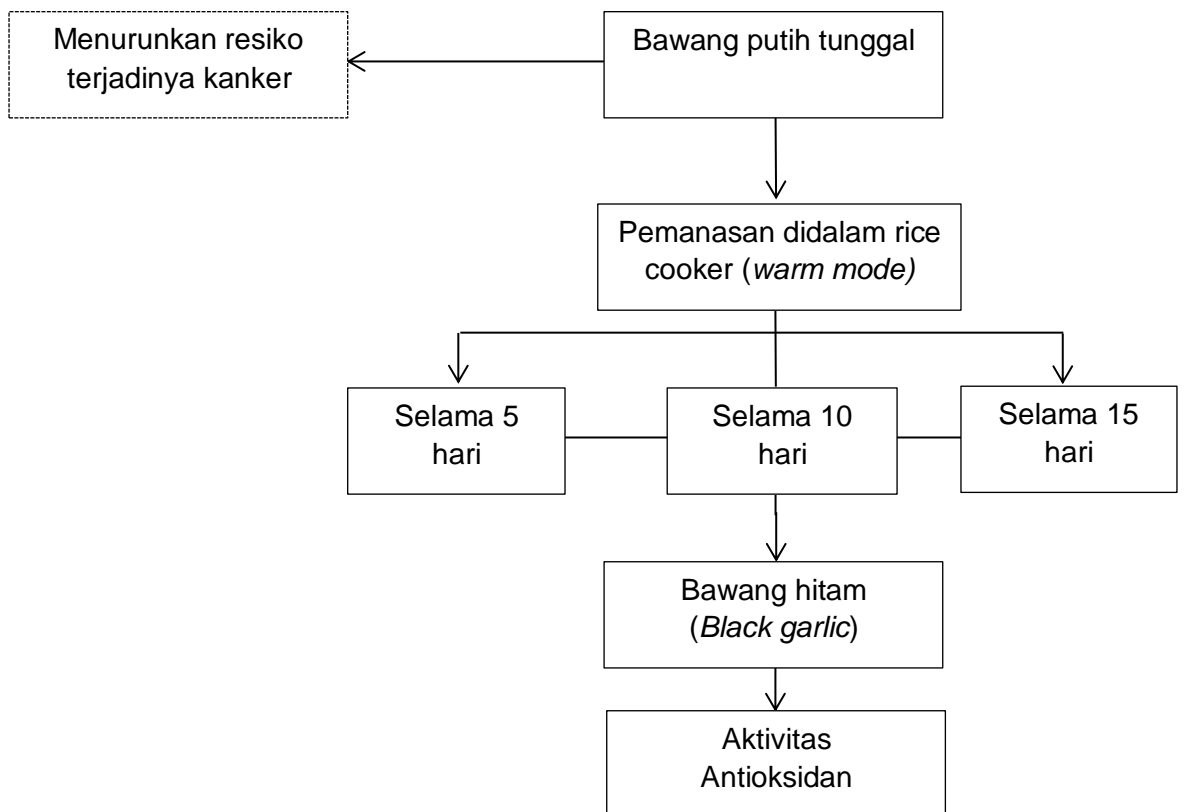 Menurunkan resiko
terjadinya kanker
Bawang putih tunggal
Pemanasan didalam rice
cooker (warm mode)
Selama 5
hari
Selama 10
hari
Selama 15
hari
Bawang hitam
(Black garlic)
Aktivitas
Antioksidan